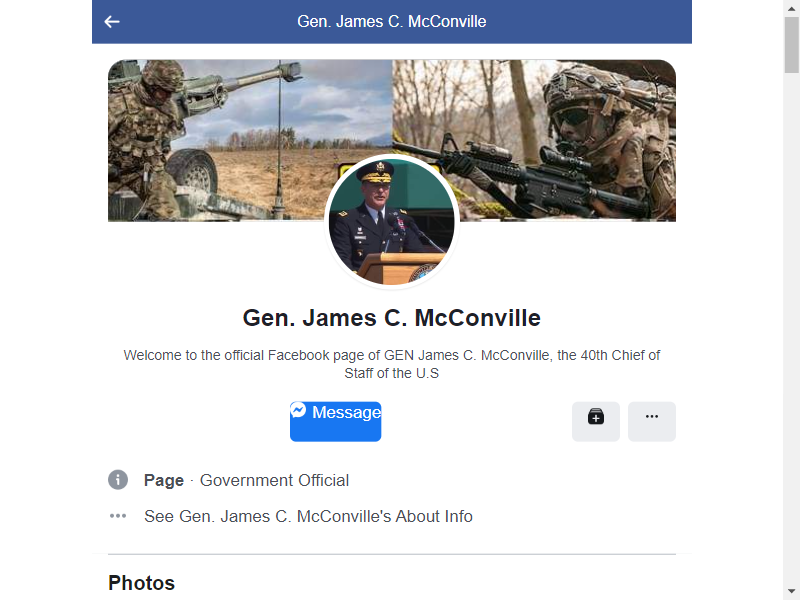 Gen. James C. McConville
Gen. James C. McConville
Welcome to the official Facebook page of GEN James C. McConville, the 40th Chief of
Staff of the U.S
Message
Page · Government Official
See Gen. James C. McConville's About Info
Photos